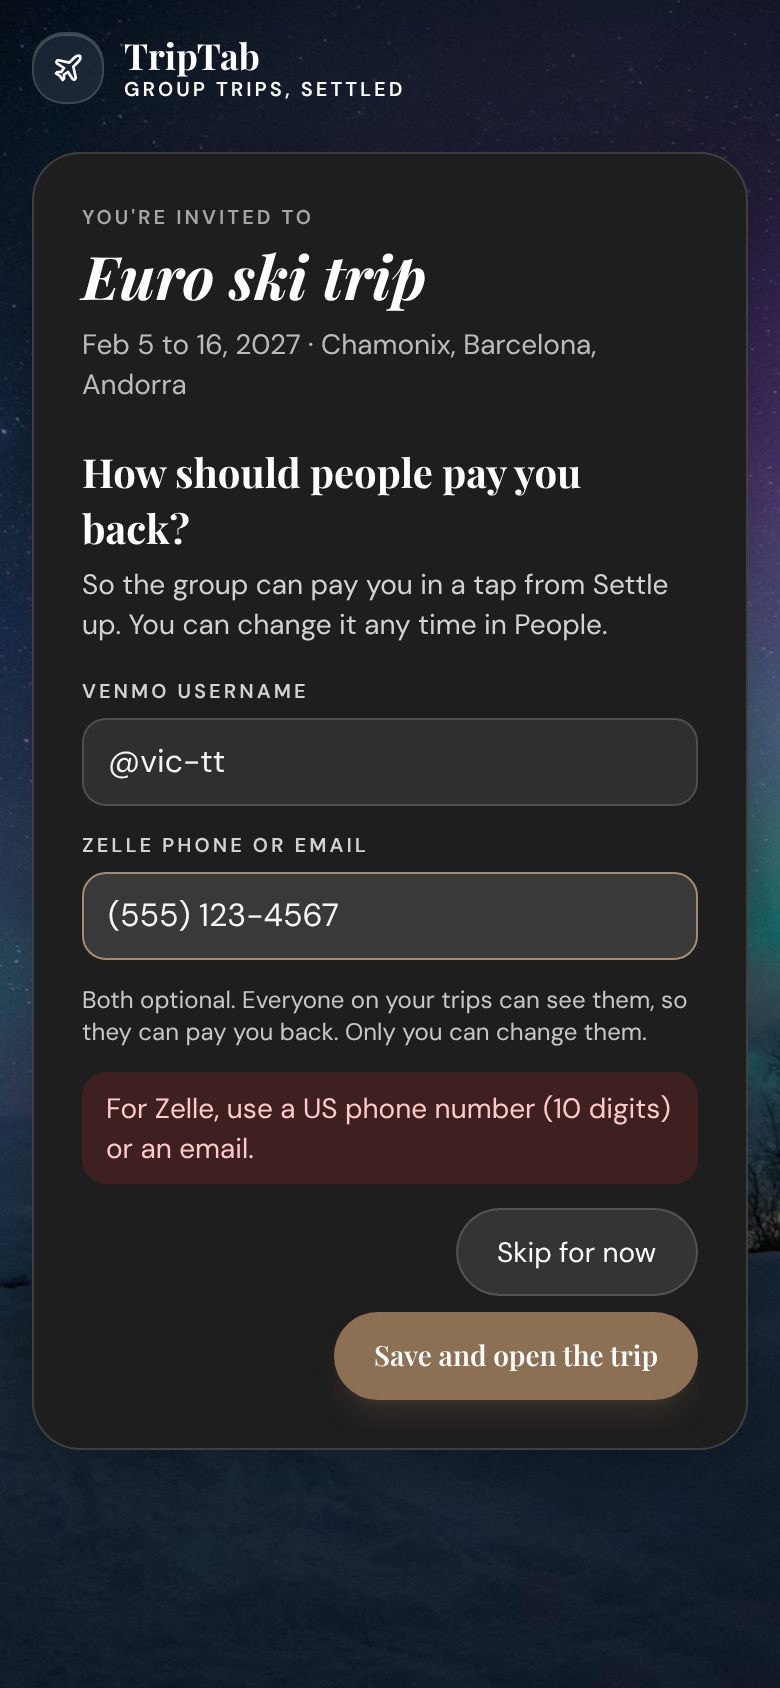 TripTab
GROUP TRIPS, SETTLED
YOU'RE INVITED TO
Euro ski trip
Feb 5 to 16, 2027 · Chamonix, Barcelona,
Andorra
How should people pay you
back?
So the group can pay you in a tap from Settle
up. You can change it any time in People.
VENMO USERNAME
@vic-tt
ZELLE PHONE OR EMAIL
(555) 123-4567
Both optional. Everyone on your trips can see them, so
they can pay you back. Only you can change them.
For Zelle, use a US phone number (10 digits)
or an email.
Skip for now
Save and open the trip